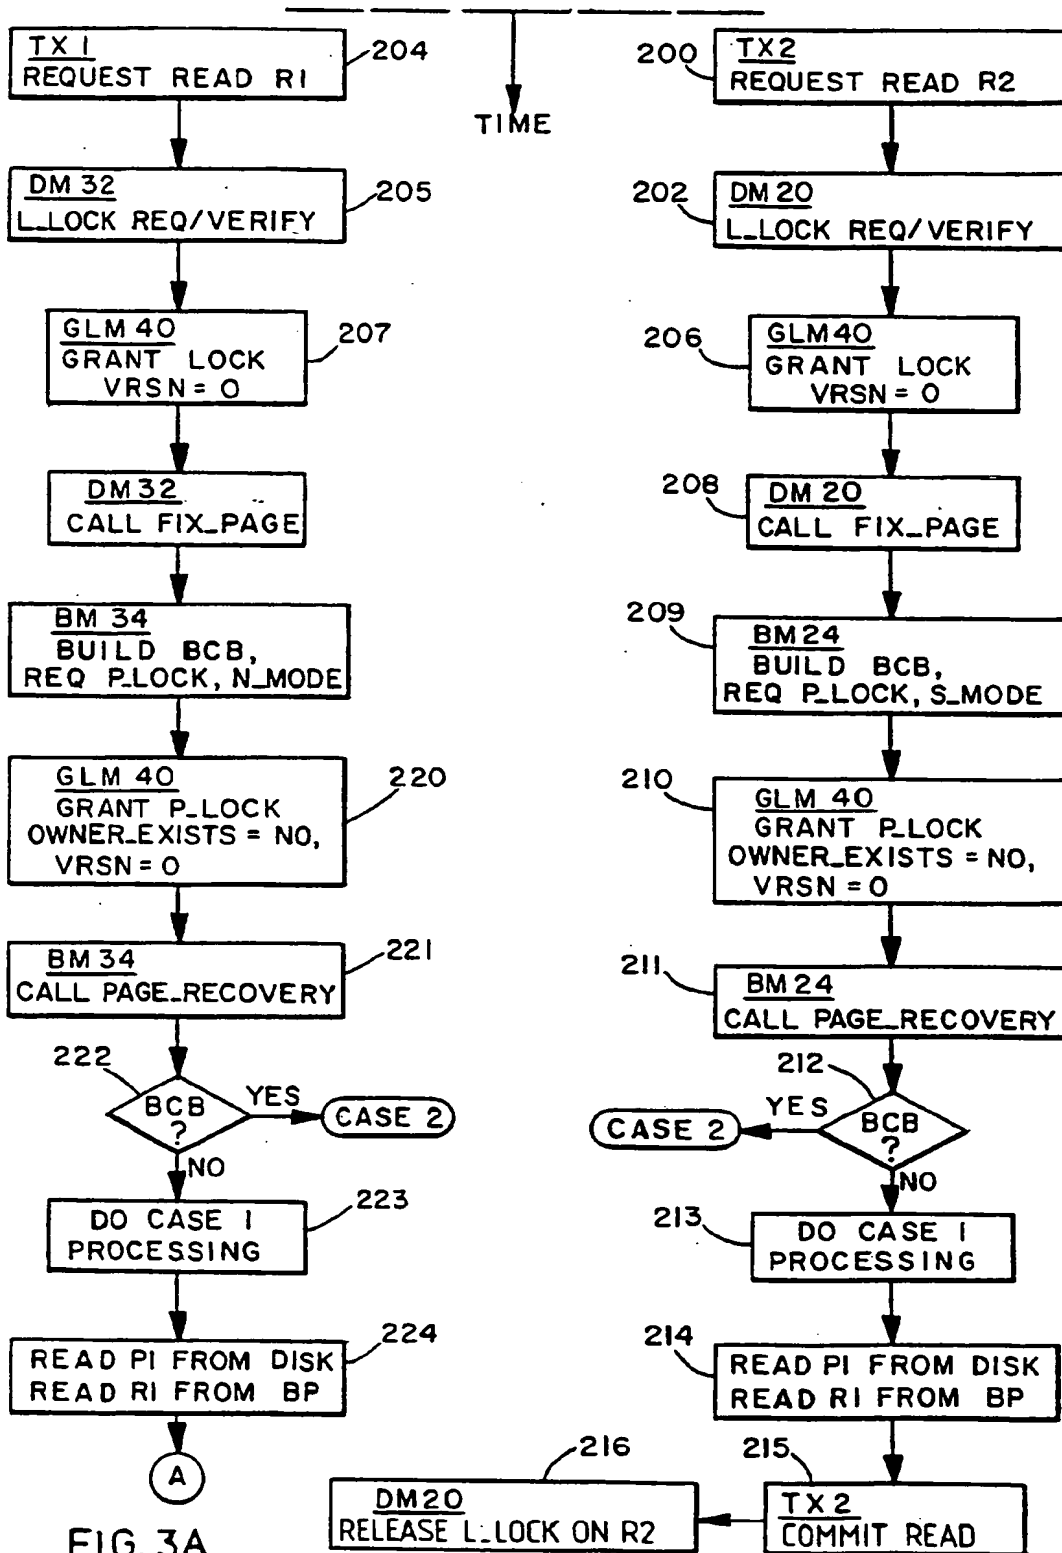 TX 1
REQUEST READ R1
204
DM 32
L_LOCK REQ/VERIFY
205
GLM 40
GRANT LOCK
VRSN = 0
207
DM 32
CALL FIX_PAGE
BM 34
BUILD BCB,
REQ P_LOCK, N_MODE
GLM 40
GRANT P_LOCK
OWNER_EXISTS = NO,
VRSN = 0
220
BM 34
CALL PAGE_RECOVERY
221
222
BCB
?
YES
CASE 2
NO
DO CASE 1
PROCESSING
223
READ P1 FROM DISK
READ R1 FROM BP
224
A
FIG. 3A
TIME
200
TX2
REQUEST READ R2
202
DM 20
L_LOCK REQ/VERIFY
206
GLM40
GRANT LOCK
VRSN = 0
208
DM 20
CALL FIX_PAGE
209
BM24
BUILD BCB,
REQ P_LOCK, S_MODE
210
GLM 40
GRANT P_LOCK
OWNER_EXISTS = NO,
VRSN = 0
211
BM 24
CALL PAGE_RECOVERY
212
BCB
?
YES
CASE 2
NO
213
DO CASE 1
PROCESSING
214
READ P1 FROM DISK
READ R1 FROM BP
215
TX 2
COMMIT READ
216
DM20
RELEASE L_LOCK ON R2